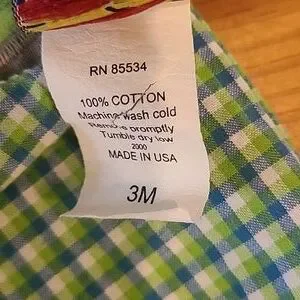 RN 85534
100% COTTON
Machine wash cold
Remove promptly
Tumble dry low
2000
MADE IN USA
3M